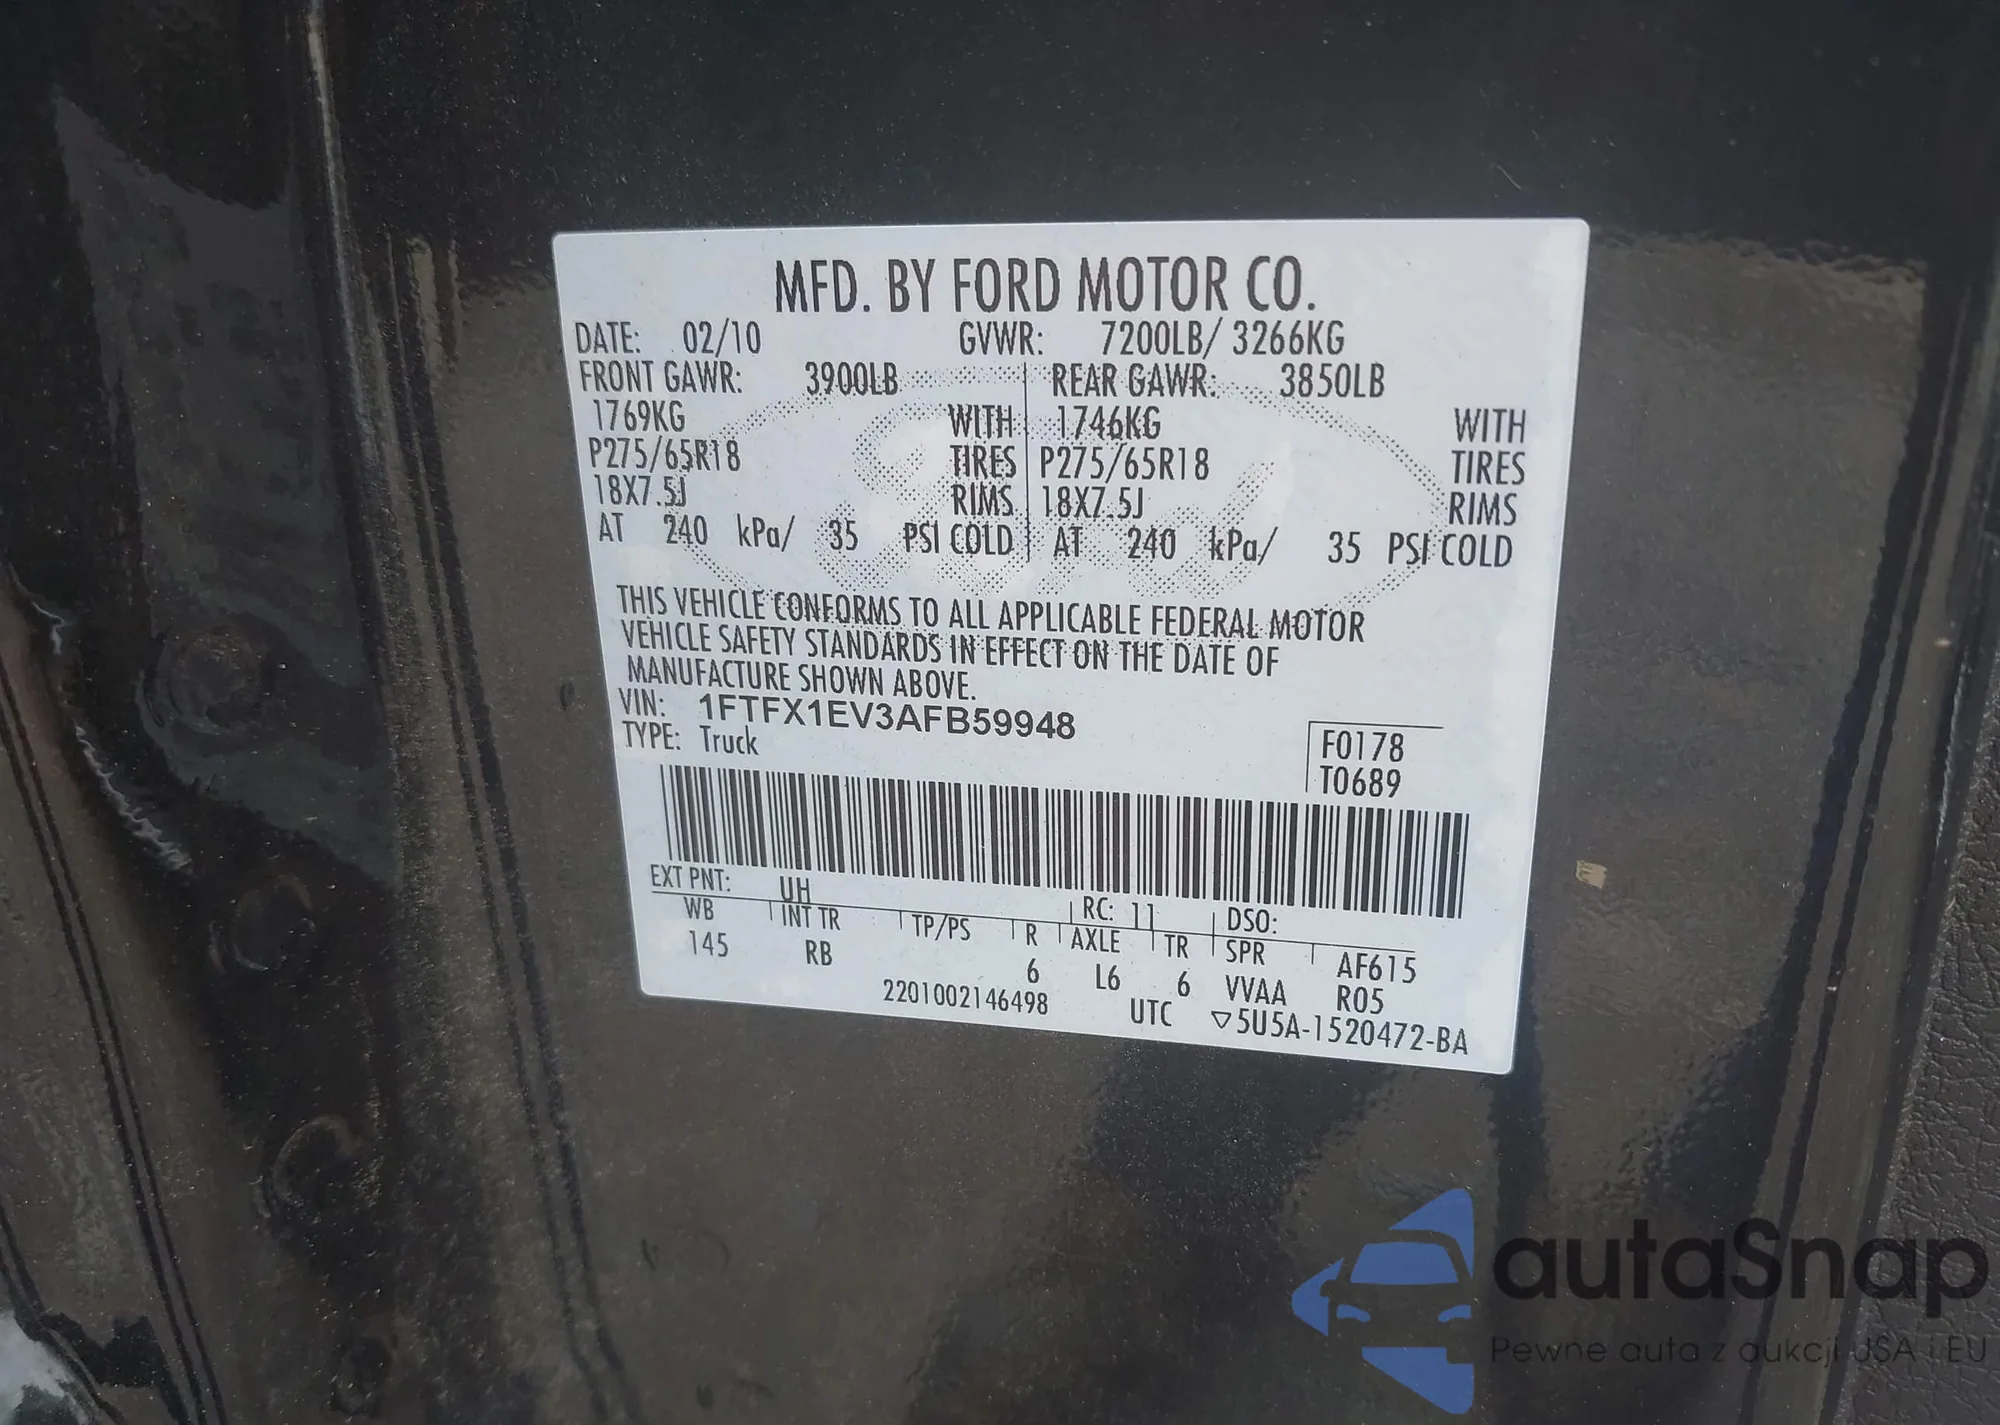 MFD. BY FORD MOTOR CO.
DATE: 02/10 GVWR: 7200LB/ 3266KG
FRONT GAWR: 3900LB REAR GAWR: 3850LB
1769KG WITH 1746KG WITH
P275/65R18 TIRES P275/65R18 TIRES
18X7.5J RIMS 18X7.5J RIMS
AT 240 kPa/ 35 PSI COLD AT 240 kPa/ 35 PSI COLD
THIS VEHICLE CONFORMS TO ALL APPLICABLE FEDERAL MOTOR
VEHICLE SAFETY STANDARDS IN EFFECT ON THE DATE OF
MANUFACTURE SHOWN ABOVE.
VIN: 1FTFX1EV3AFB59948
TYPE: Truck
F0178
T0689
EXT PNT: UH RC: 11 DSO:
WB INT TR TP/PS R AXLE TR SPR AF615
145 RB 6 L6 6 VVAA R05
2201002146498 UTC ▽5U5A-1520472-BA
autaSnap
Pewne auta z aukcji USA i EU